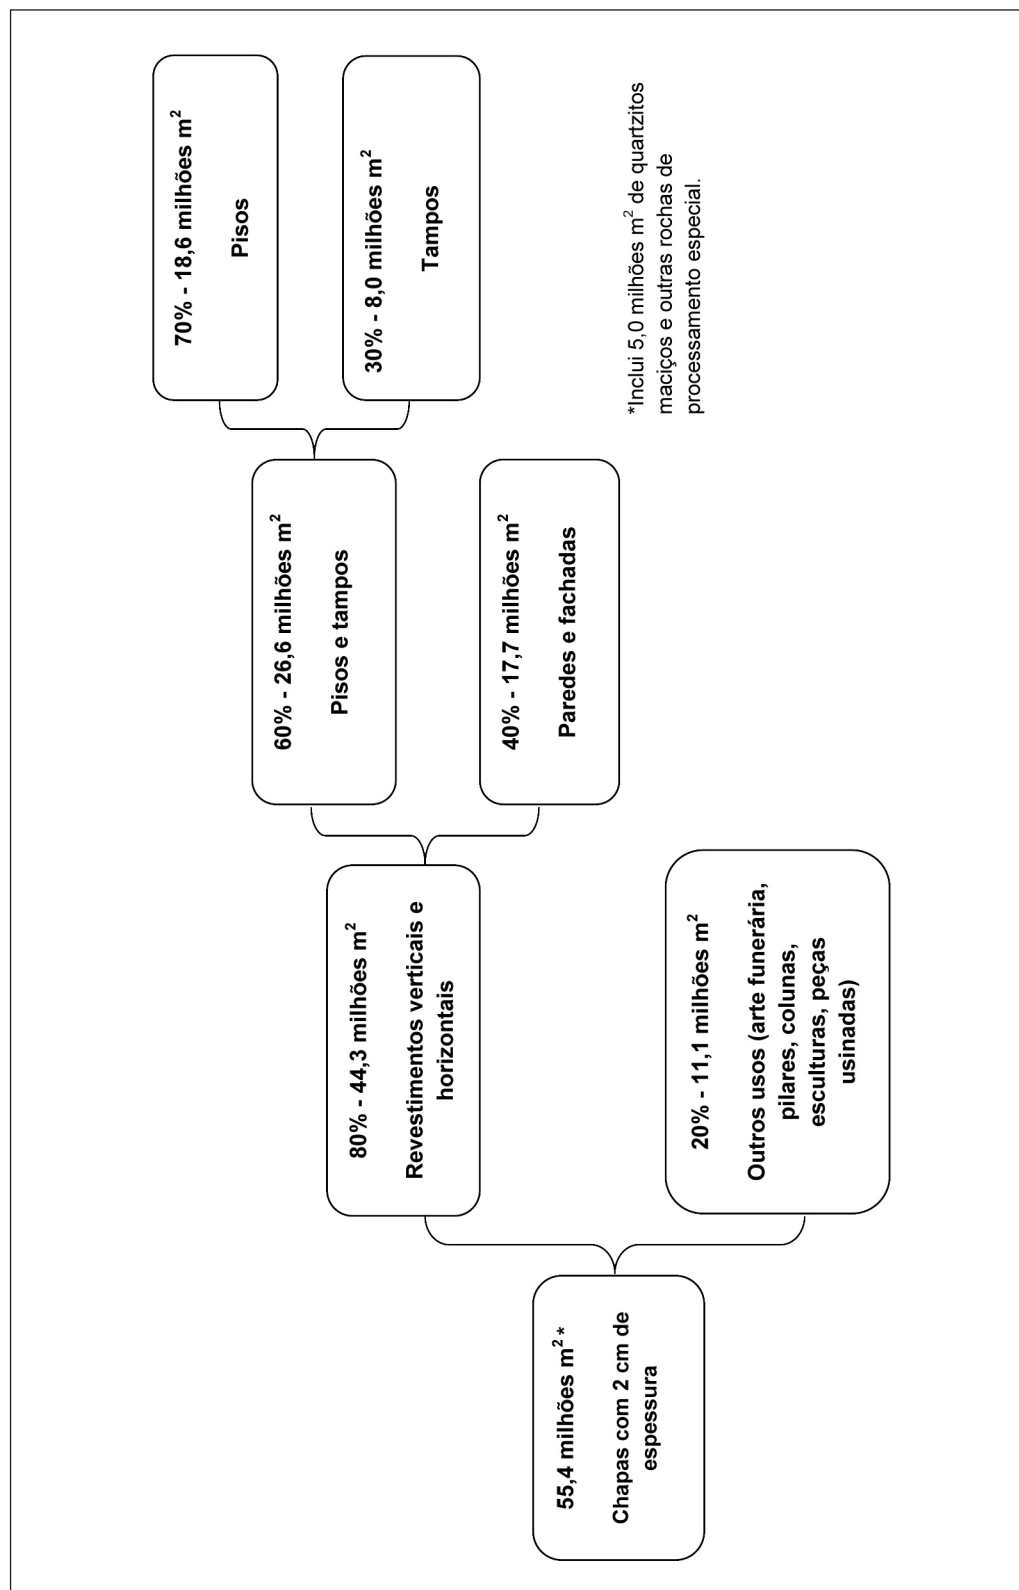 55,4 milhões m² *
Chapas com 2 cm de
espessura
80% - 44,3 milhões m²
Revestimentos verticais e
horizontais
20% - 11,1 milhões m²
Outros usos (arte funerária,
pilares, colunas,
esculturas, peças
usinadas)
60% - 26,6 milhões m²
Pisos e tampos
40% - 17,7 milhões m²
Paredes e fachadas
70% - 18,6 milhões m²
Pisos
30% - 8,0 milhões m²
Tampos
*Inclui 5,0 milhões m² de quartzitos
maciços e outras rochas de
processamento especial.